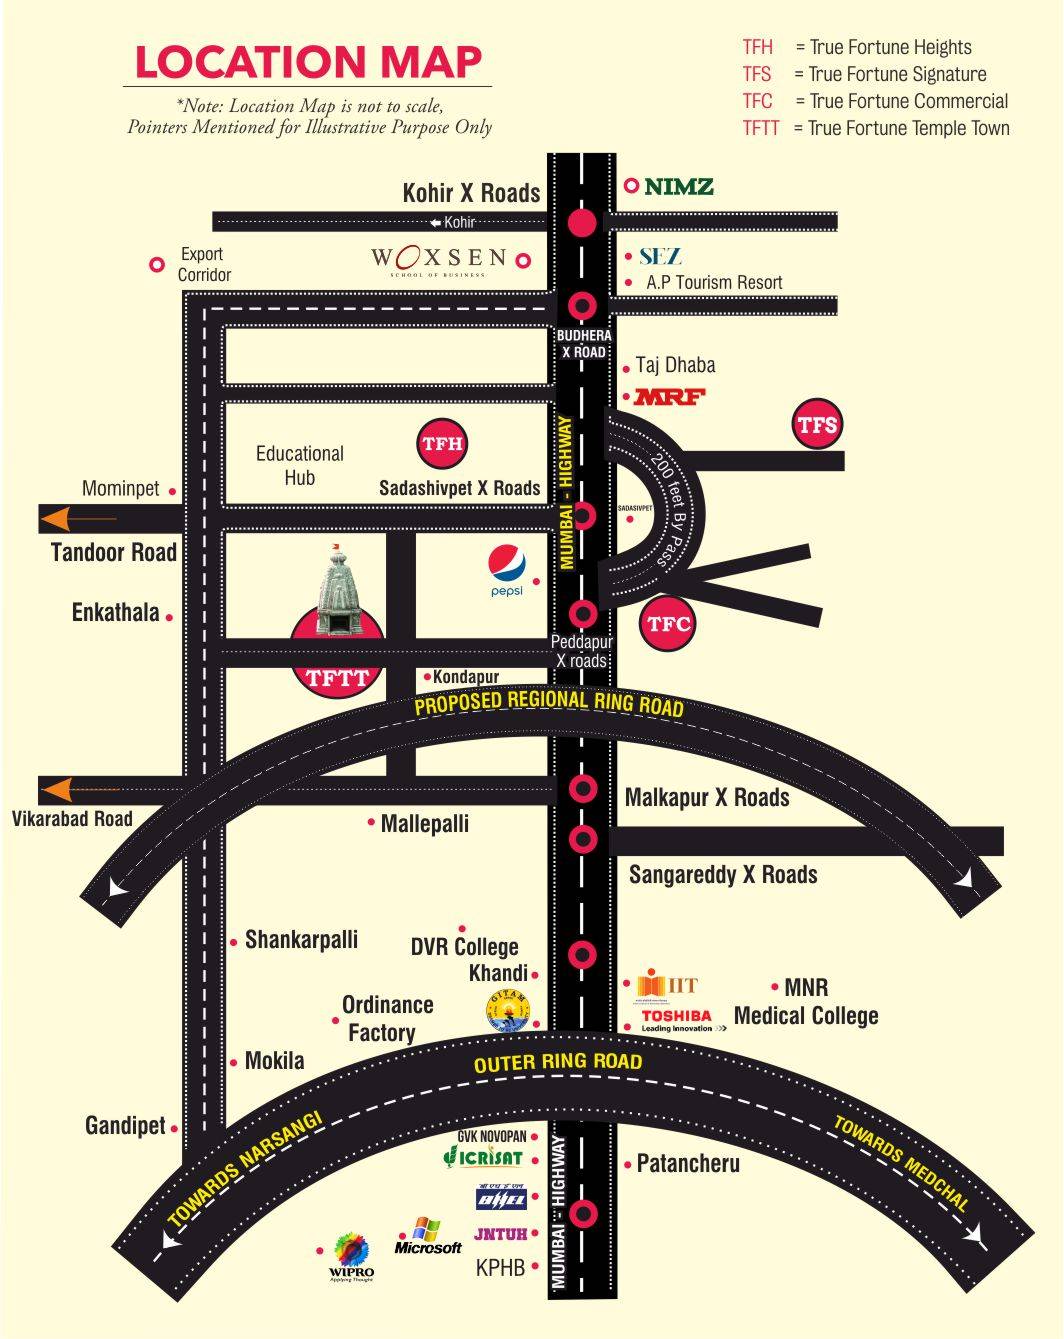 LOCATION MAP
*Note: Location Map is not to scale,
Pointers Mentioned for Illustrative Purpose Only
TFH = True Fortune Heights
TFS = True Fortune Signature
TFC = True Fortune Commercial
TFTT = True Fortune Temple Town
Kohir X Roads
NIMZ
Kohir
Export
Corridor
WOXSEN
SCHOOL OF BUSINESS
SEZ
A.P Tourism Resort
BUDHERA
X ROAD
Taj Dhaba
MRF
TFS
TFH
Educational
Hub
MUMBAI - HIGHWAY
200 feet By Pass
Sadashivpet X Roads
Mominpet
SADASIVPET
Tandoor Road
pepsi
Enkathala
TFC
Peddapur
X roads
TFTT
Kondapur
PROPOSED REGIONAL RING ROAD
Malkapur X Roads
Vikarabad Road
Mallepalli
Sangareddy X Roads
Shankarpalli
DVR College
Khandi
IIT
MNR
Medical College
Ordinance
Factory
GITAM
TOSHIBA
Leading Innovation >>>
Mokila
OUTER RING ROAD
Gandipet
TOWARDS NARSANGI
TOWARDS MEDCHAL
GVK NOVOPAN
ICRISAT
Patancheru
MUMBAI - HIGHWAY
बी एच ई एल
BHEL
JNTUH
Microsoft
KPHB
WIPRO
Applying Thought